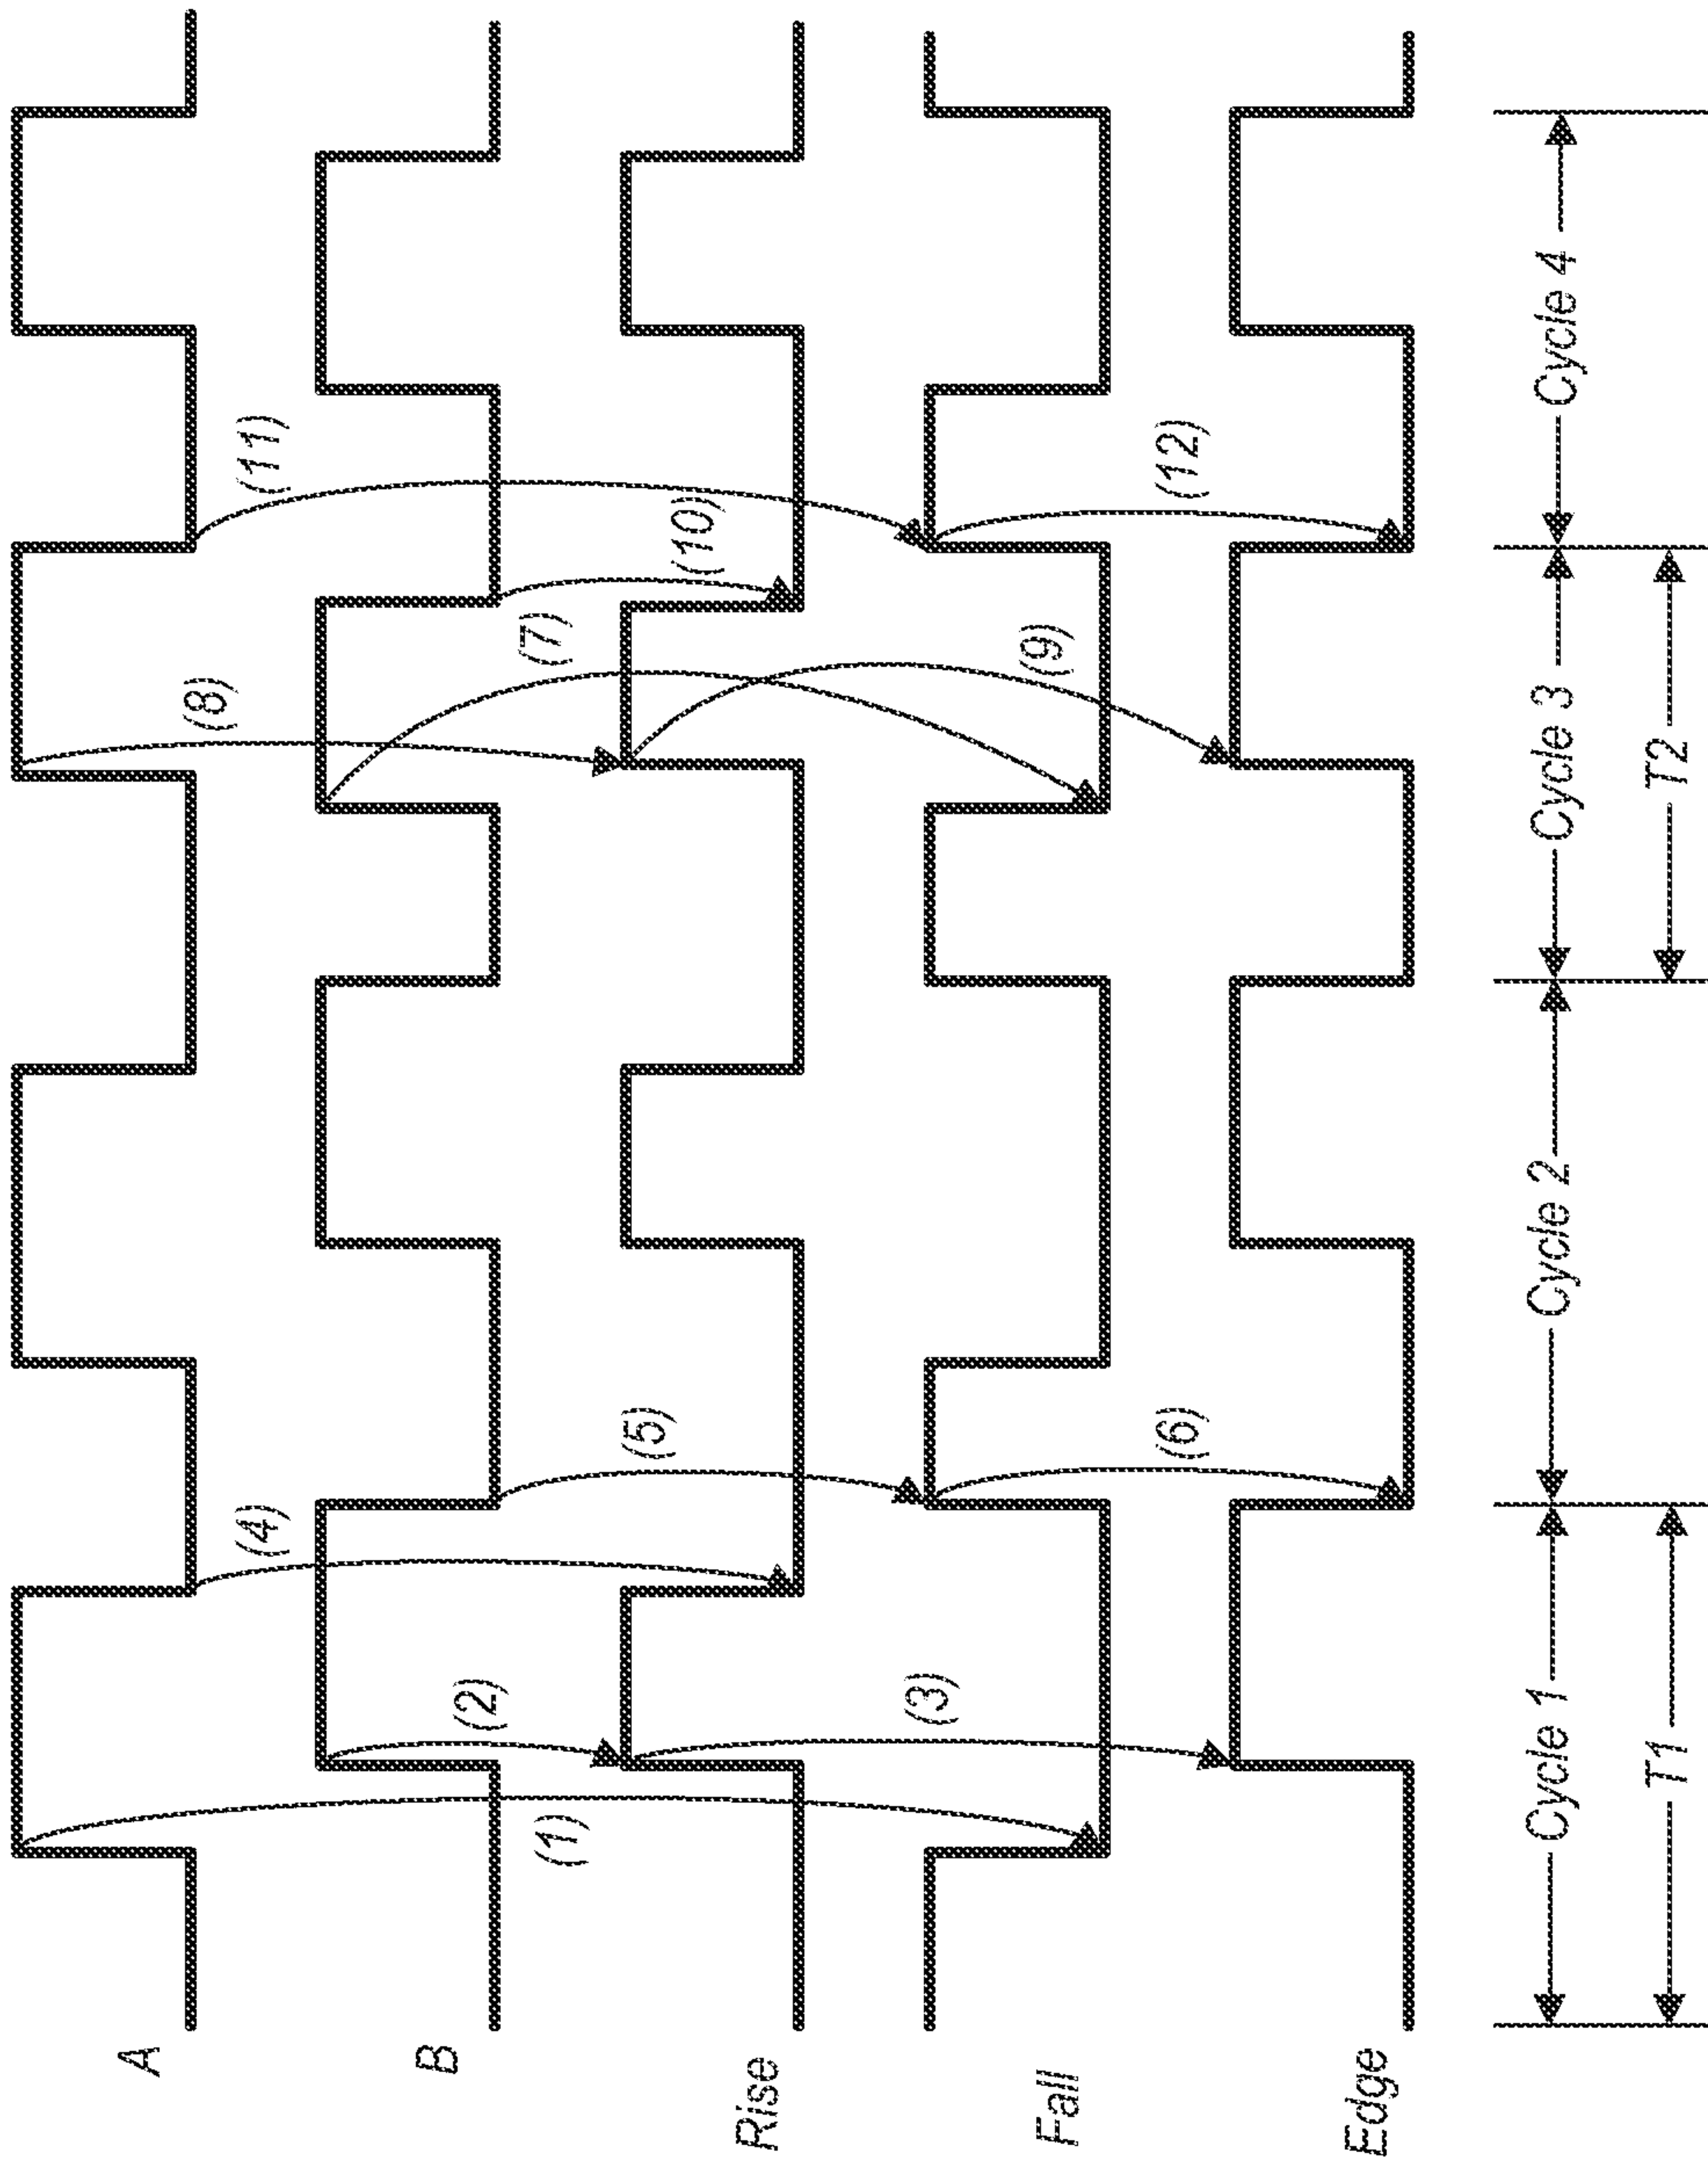 A
B
Rise
Fall
Edge
(1)
(2)
(3)
(4)
(5)
(6)
(7)
(8)
(9)
(10)
(11)
(12)
Cycle 1
Cycle 2
Cycle 3
Cycle 4
T1
T2